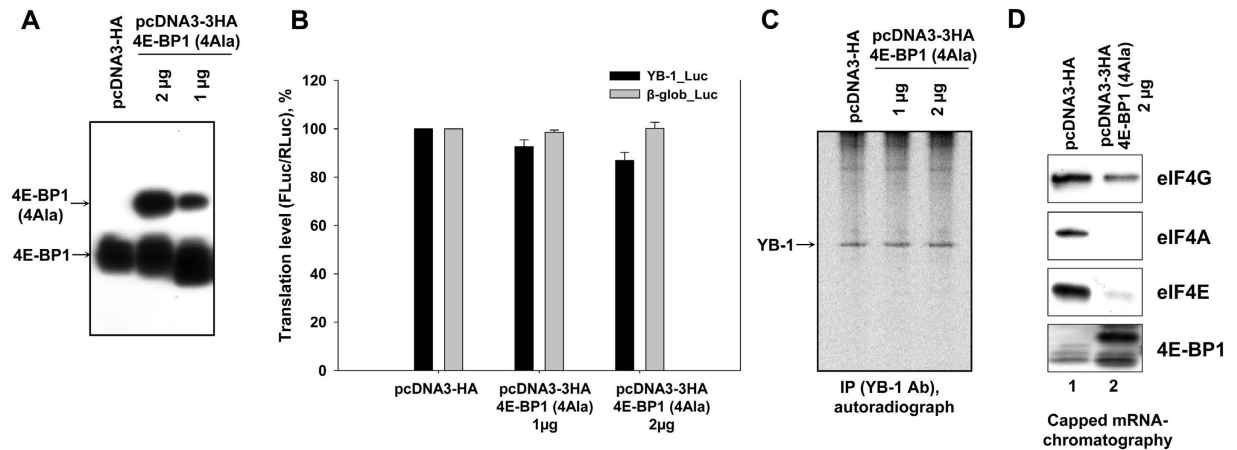 A
pcDNA3-HA
pcDNA3-3HA
4E-BP1 (4Ala)
2 µg
1 µg
4E-BP1
(4Ala)
4E-BP1
B
Translation level (FLuc/RLuc), %
120
100
80
60
40
20
0
YB-1_Luc
β-glob_Luc
pcDNA3-HA
pcDNA3-3HA
4E-BP1 (4Ala)
1µg
pcDNA3-3HA
4E-BP1 (4Ala)
2µg
C
pcDNA3-HA
pcDNA3-3HA
4E-BP1 (4Ala)
1 µg
2 µg
YB-1
IP (YB-1 Ab),
autoradiograph
D
pcDNA3-HA
pcDNA3-3HA
4E-BP1 (4Ala)
2 µg
eIF4G
eIF4A
eIF4E
4E-BP1
1 2
Capped mRNA-
chromatography